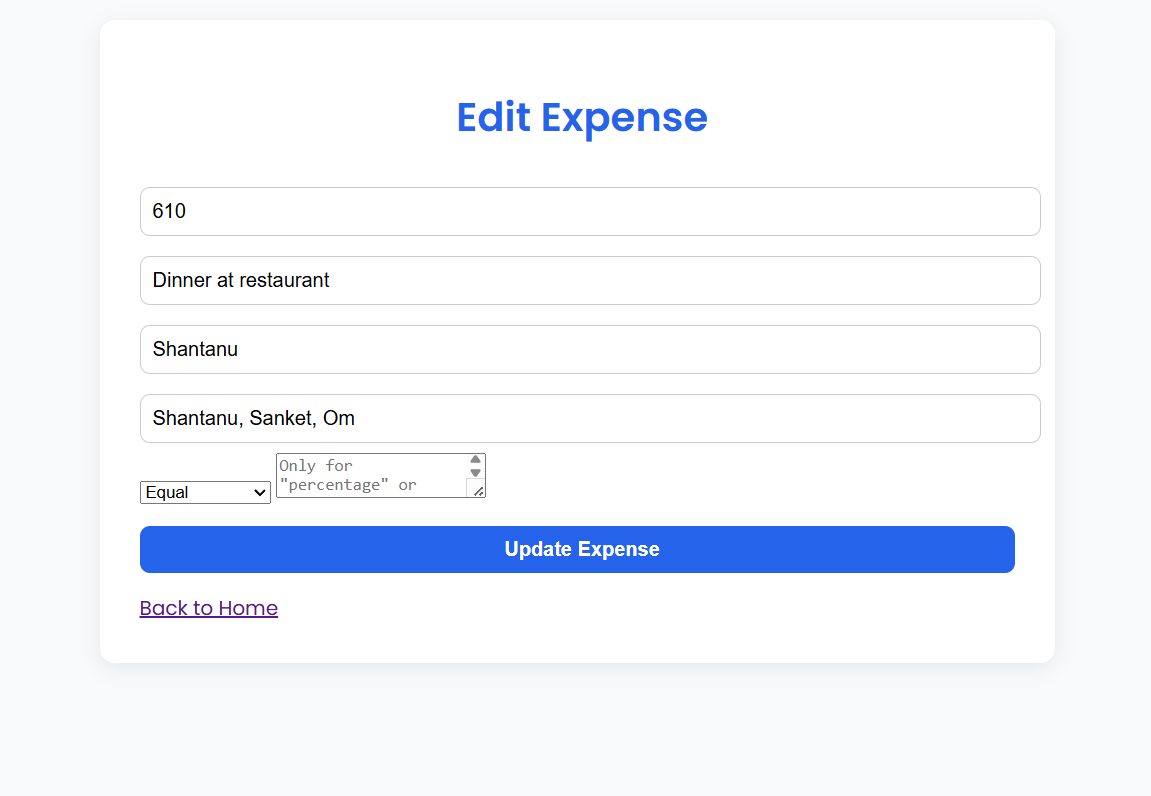 Edit Expense
610
Dinner at restaurant
Shantanu
Shantanu, Sanket, Om
Equal
Only for
"percentage" or
Update Expense
Back to Home